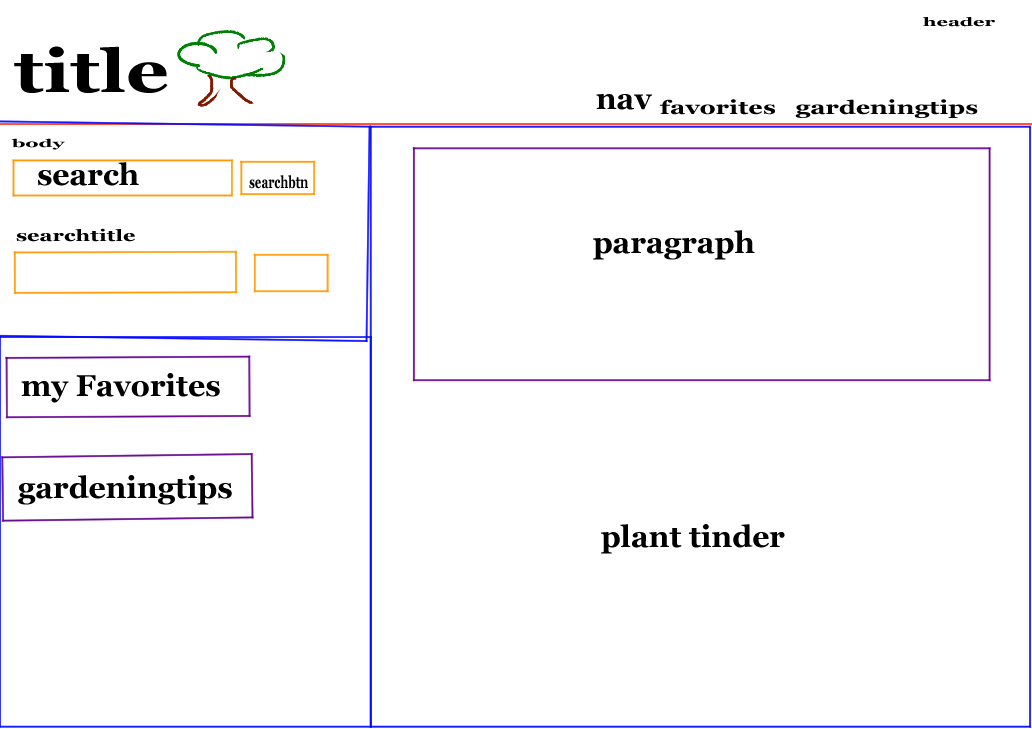 header
title
nav favorites gardeningtips
body
search searchbtn
searchtitle
paragraph
my Favorites
gardeningtips
plant tinder